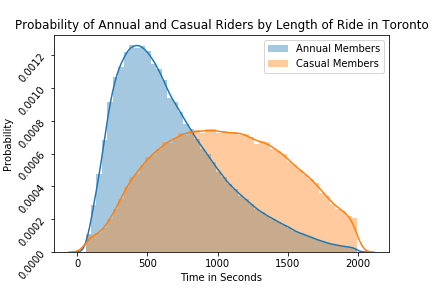 Probability of Annual and Casual Riders by Length of Ride in Toronto
Annual Members
Casual Members
Probability
0.0012
0.0010
0.0008
0.0006
0.0004
0.0002
0.0000
0 500 1000 1500 2000
Time in Seconds